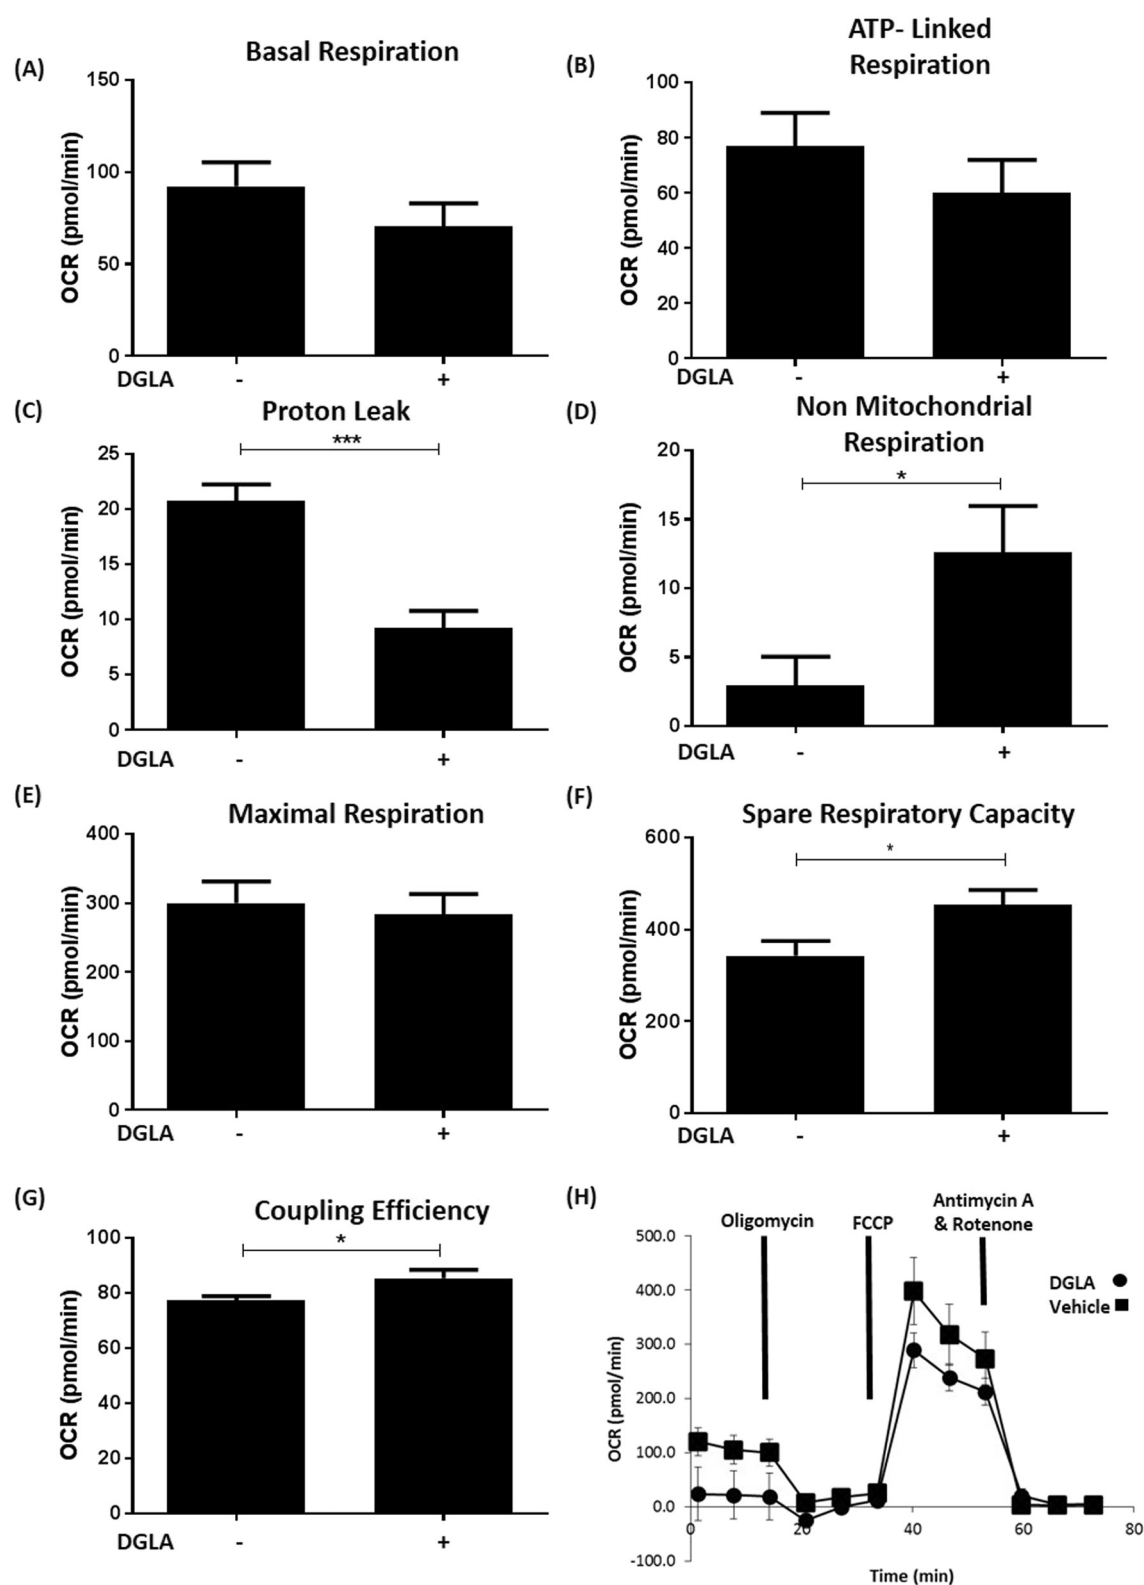 (A)
Basal Respiration
150
100
50
0
OCR (pmol/min)
DGLA - +
(B)
ATP- Linked
Respiration
100
80
60
40
20
0
OCR (pmol/min)
DGLA - +
(C)
Proton Leak
***
25
20
15
10
5
0
OCR (pmol/min)
DGLA - +
(D)
Non Mitochondrial
Respiration
*
20
15
10
5
0
OCR (pmol/min)
DGLA - +
(E)
Maximal Respiration
400
300
200
100
0
OCR (pmol/min)
DGLA - +
(F)
Spare Respiratory Capacity
*
600
400
200
0
OCR (pmol/min)
DGLA - +
(G)
Coupling Efficiency
*
100
80
60
40
20
0
OCR (pmol/min)
DGLA - +
(H)
Oligomycin
FCCP
Antimycin A
& Rotenone
DGLA
Vehicle
500.0
400.0
300.0
200.0
100.0
0.0
-100.0
OCR (pmol/min)
0 20 40 60 80
Time (min)